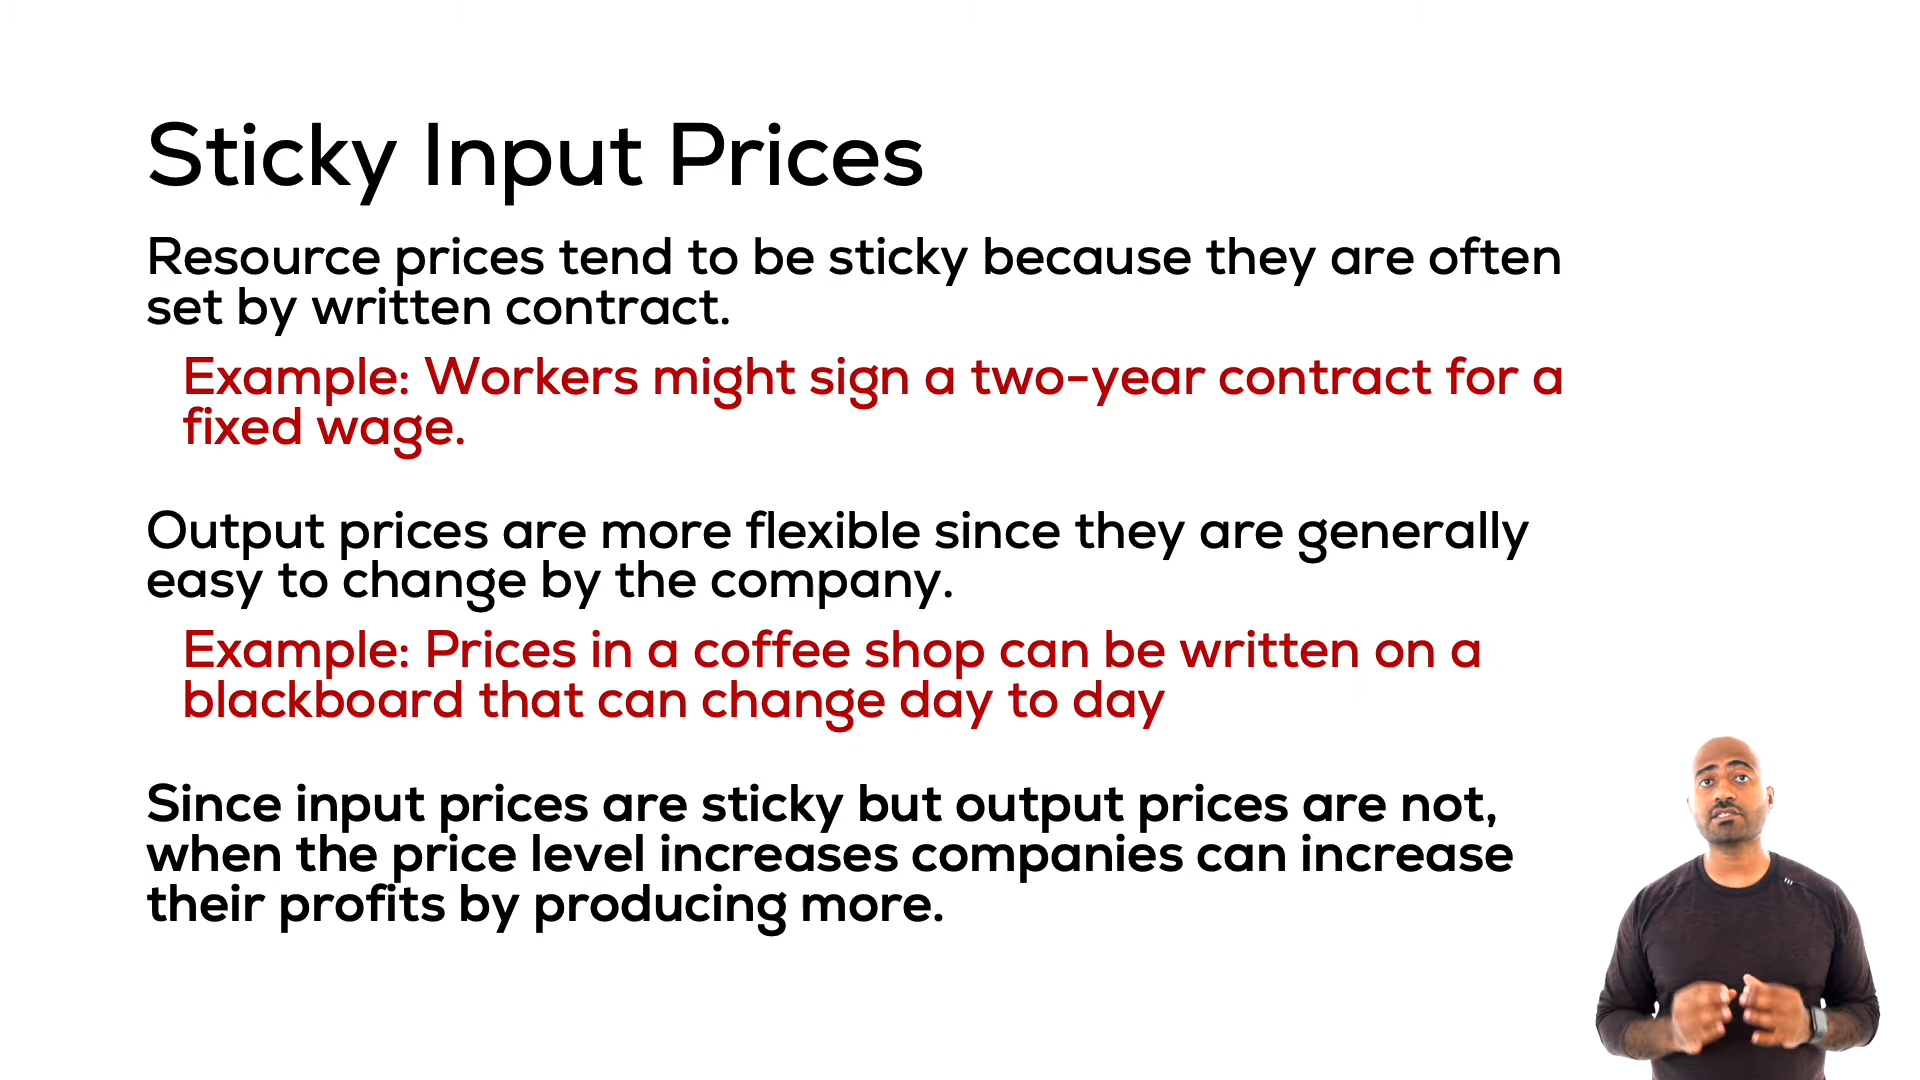 Sticky Input Prices
Resource prices tend to be sticky because they are often
set by written contract.
Example: Workers might sign a two-year contract for a
fixed wage.
Output prices are more flexible since they are generally
easy to change by the company.
Example: Prices in a coffee shop can be written on a
blackboard that can change day to day
Since input prices are sticky but output prices are not,
when the price level increases companies can increase
their profits by producing more.